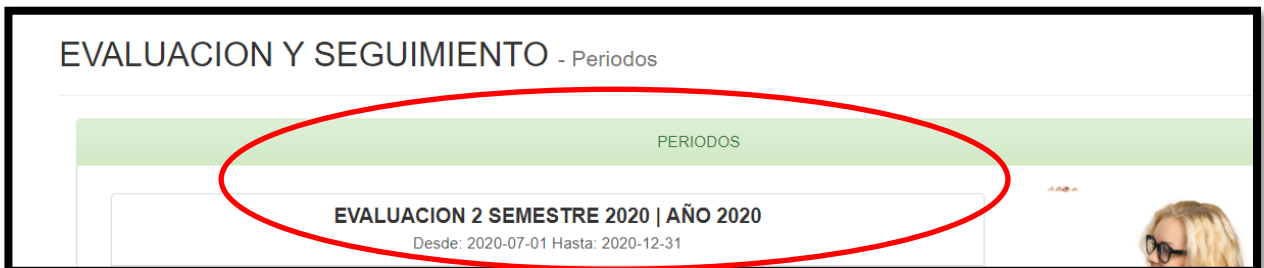 EVALUACION Y SEGUIMIENTO - Periodos
PERIODOS
EVALUACION 2 SEMESTRE 2020 | AÑO 2020
Desde: 2020-07-01 Hasta: 2020-12-31